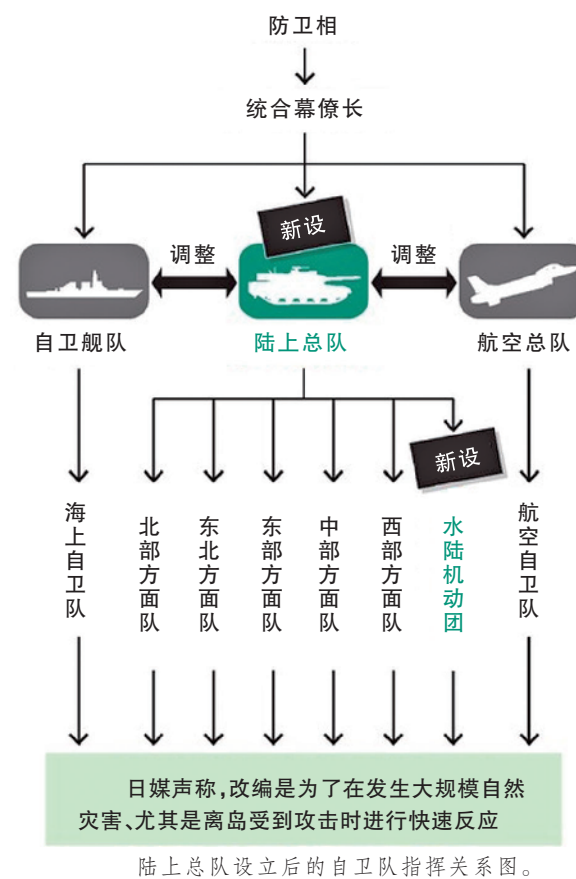 防卫相
统合幕僚长
新设
调整
调整
自卫舰队
陆上总队
航空总队
新设
海上自卫队
北部方面队
东北方面队
东部方面队
中部方面队
西部方面队
水陆机动团
航空自卫队
日媒声称,改编是为了在发生大规模自然
灾害、尤其是离岛受到攻击时进行快速反应
陆上总队设立后的自卫队指挥关系图。